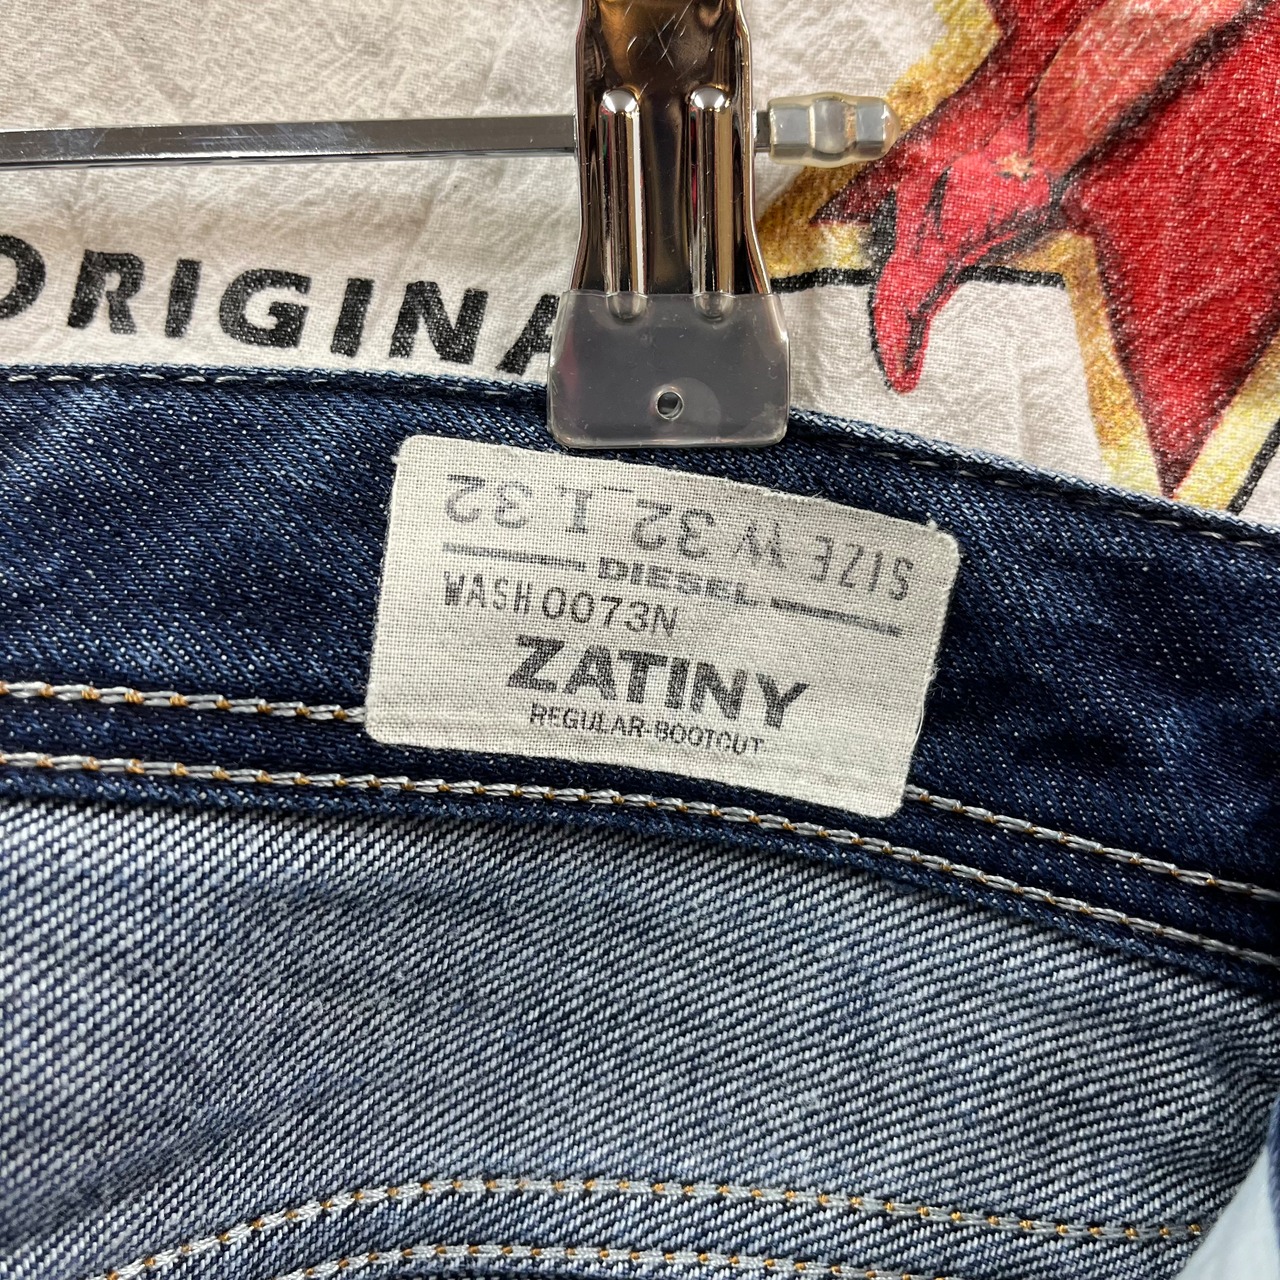 ORIGINA
SIZE W 32 L 32
DIESEL
WASH 0073N
ZATINY
REGULAR-BOOTCUT